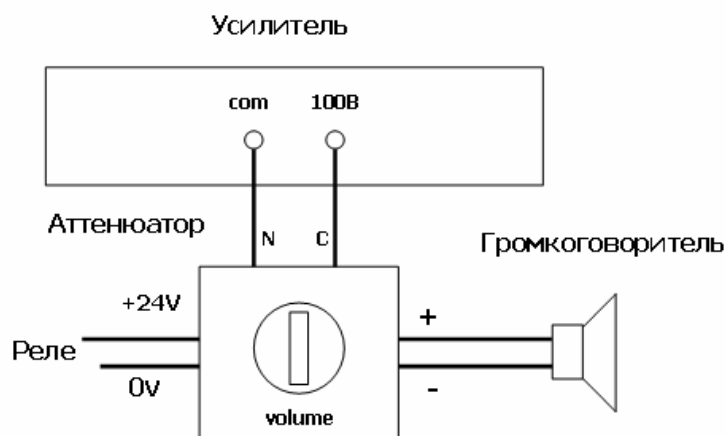 Усилитель
com 100В
Аттенюатор
N C
Громкоговоритель
+24V
+
Реле
0v
-
volume